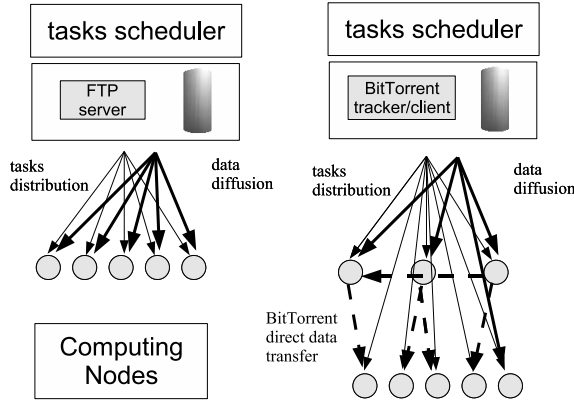 tasks scheduler
FTP
server
tasks
distribution
data
diffusion
Computing
Nodes
tasks scheduler
BitTorrent
tracker/client
tasks
distribution
data
diffusion
BitTorrent
direct data
transfer